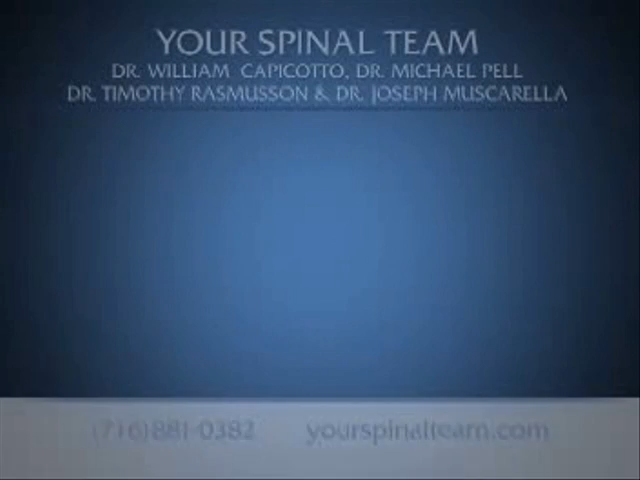 YOUR SPINAL TEAM
DR. WILLIAM CAPICOTTO, DR. MICHAEL PELL
DR. TIMOTHY RASMUSSON & DR. JOSEPH MUSCARELLA
(716)881-0382 yourspinalteam.com